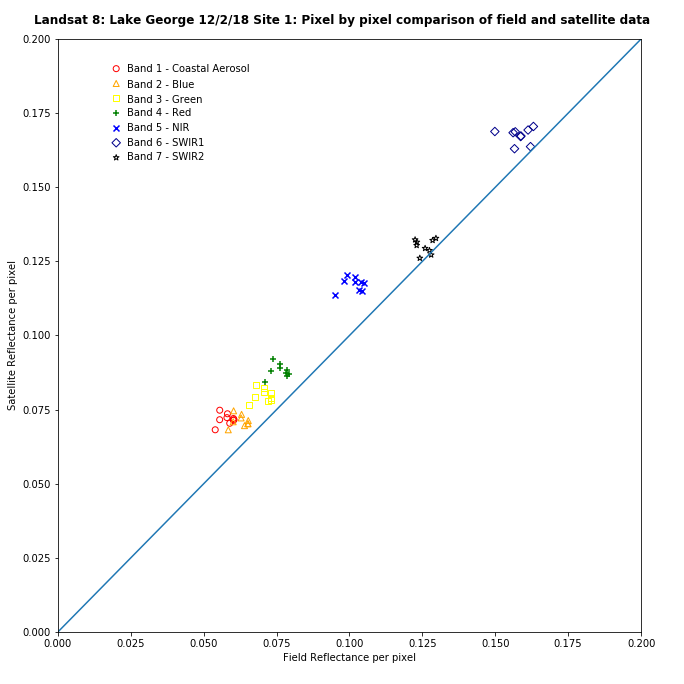 Landsat 8: Lake George 12/2/18 Site 1: Pixel by pixel comparison of field and satellite data
0.200
0.175
0.150
0.125
0.100
0.075
0.050
0.025
0.000
Satellite Reflectance per pixel
Band 1 - Coastal Aerosol
Band 2 - Blue
Band 3 - Green
Band 4 - Red
Band 5 - NIR
Band 6 - SWIR1
Band 7 - SWIR2
0.000 0.025 0.050 0.075 0.100 0.125 0.150 0.175 0.200
Field Reflectance per pixel